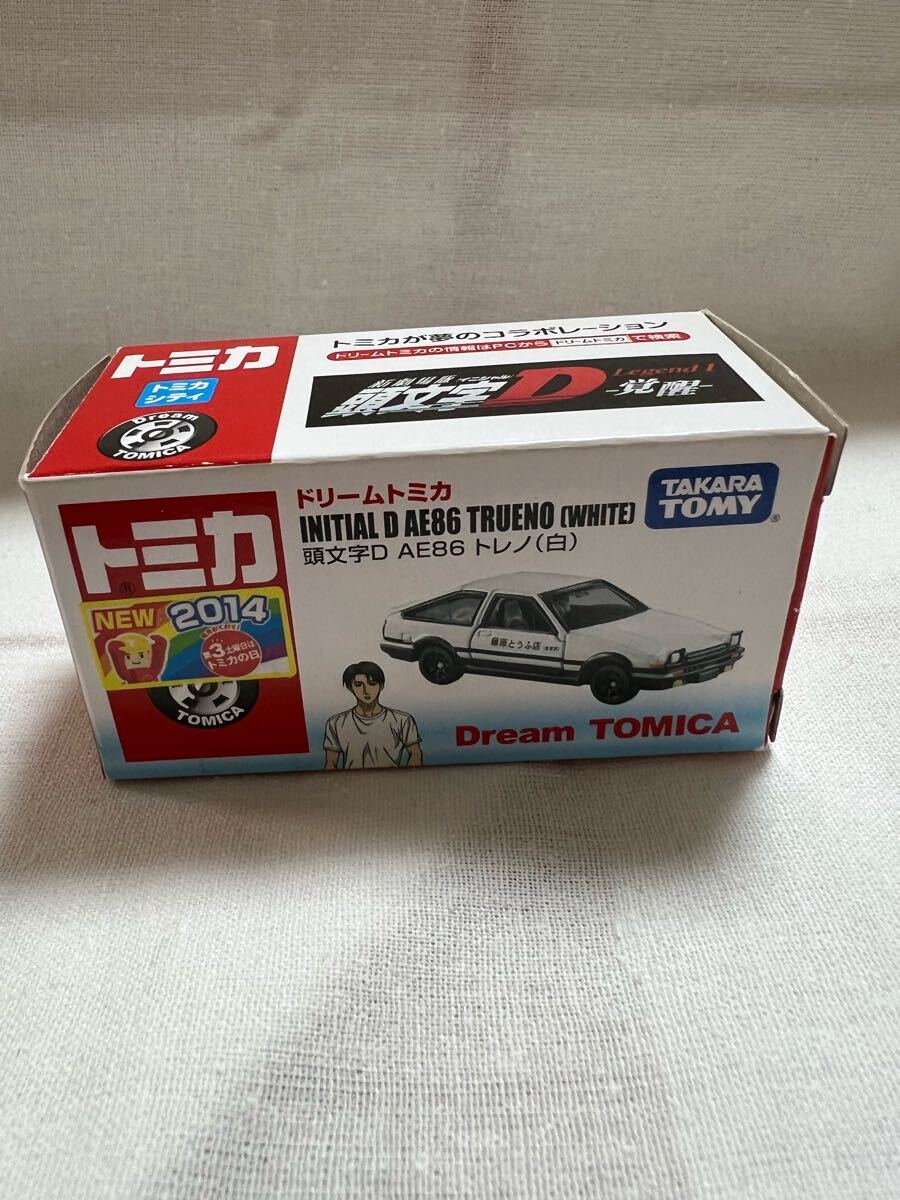 トミカ
トミカ
シティ
Dream
TOMICA
トミカが夢のコラボレーション
ドリームトミカの情報はPCから ドリームトミカ で検索
新劇場版 イニシャル
頭文字D Legend1
-覚醒-
トミカ®
NEW 2014
第3土曜日は
トミカの日
TOMICA
ドリームトミカ
INITIAL D AE86 TRUENO (WHITE)
頭文字D AE86 トレノ(白)
TAKARA
TOMY®
藤原とうふ店(自家用)
Dream TOMICA